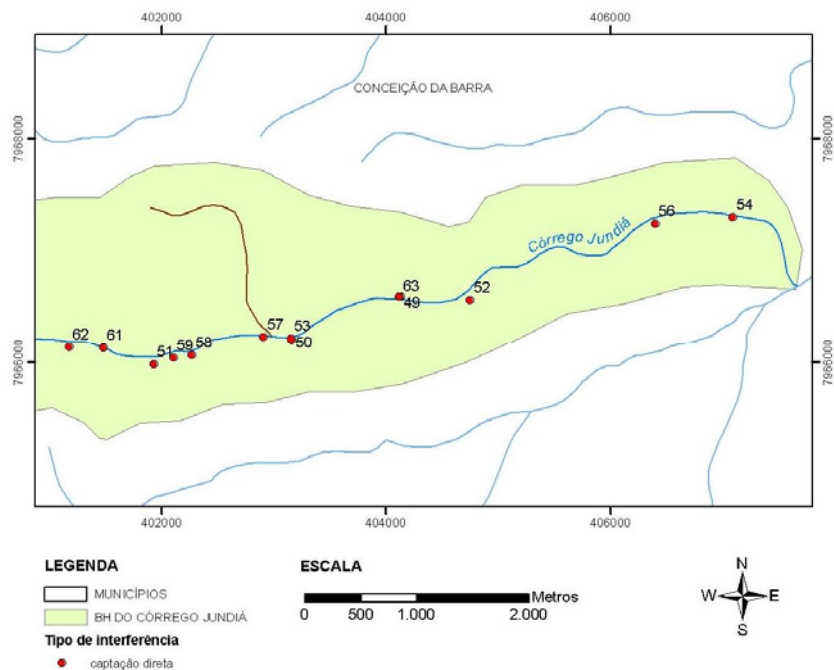 402000 404000 406000
CONCEIÇÃO DA BARRA
7968000 7968000
54
56
Córrego Jundiá
63
49 52
53
57
50
62 61 51 59 58
7966000 7966000
402000 404000 406000
LEGENDA
MUNICÍPIOS
BH DO CÓRREGO JUNDIÁ
Tipo de interferência
captação direta
ESCALA
Metros
0 500 1.000 2.000
N
W E
S